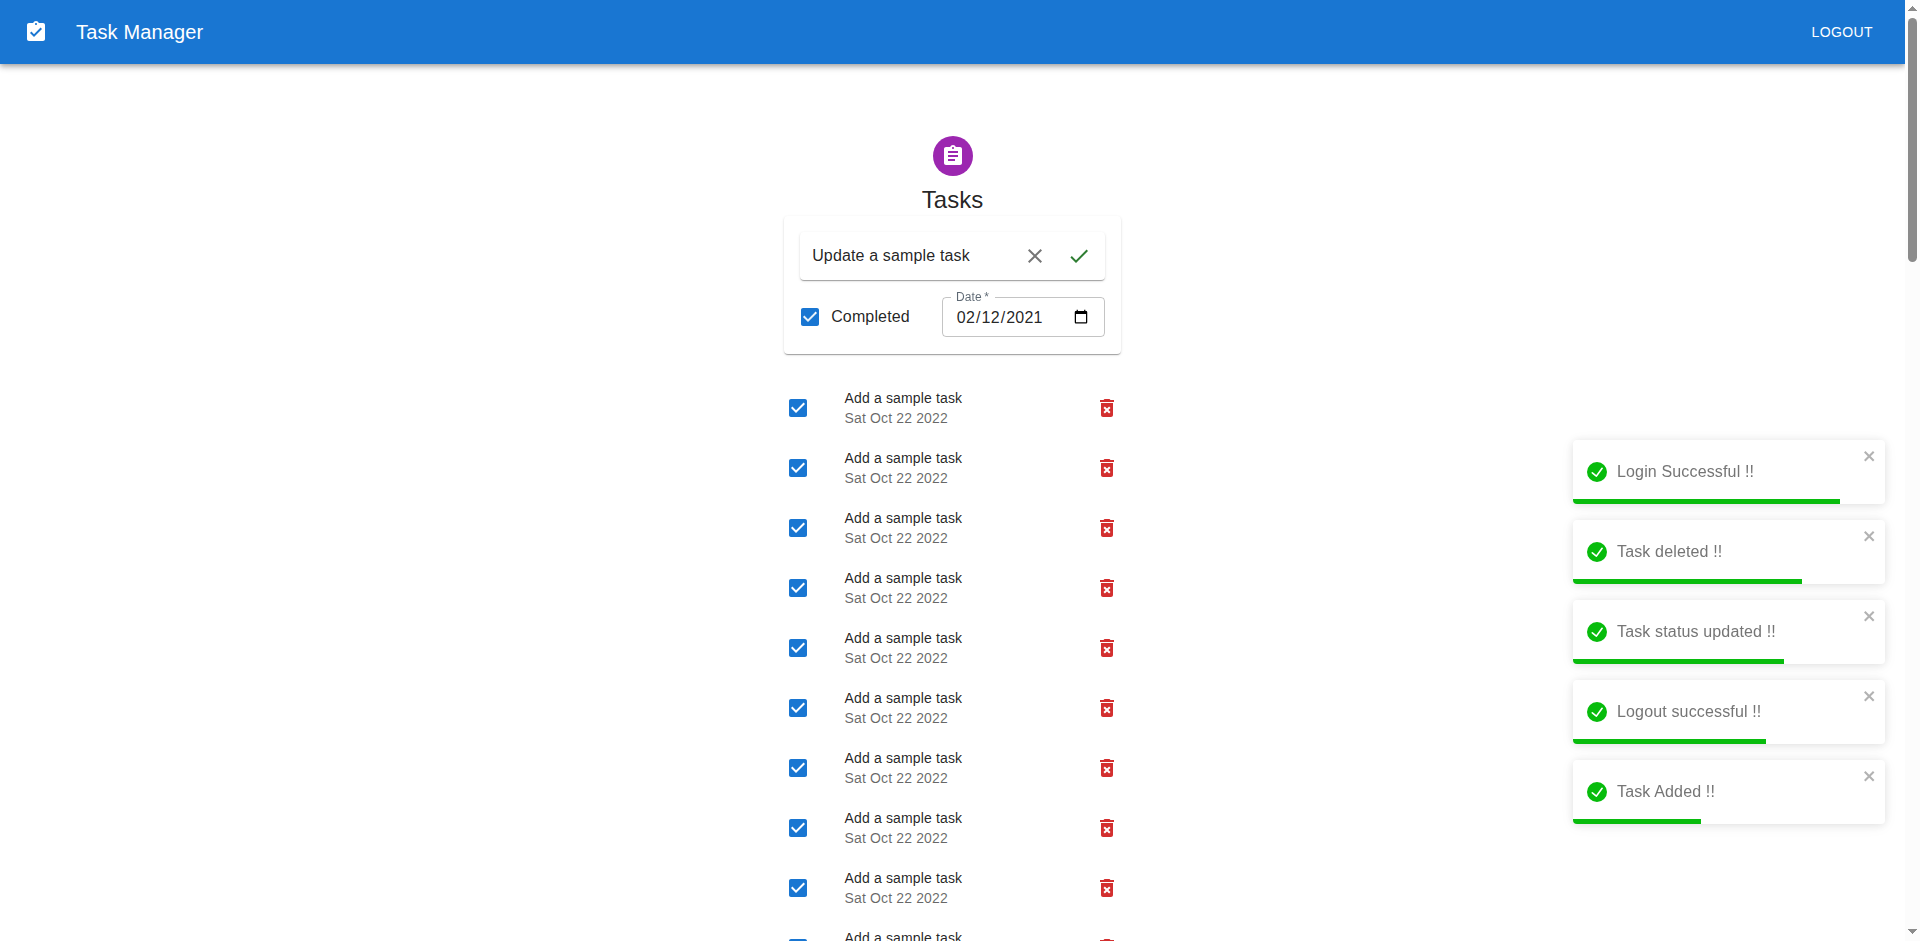 Task Manager
LOGOUT
Tasks
Update a sample task
Date *
Completed
02/12/2021
Add a sample task
Sat Oct 22 2022
Add a sample task
Sat Oct 22 2022
Add a sample task
Sat Oct 22 2022
Add a sample task
Sat Oct 22 2022
Add a sample task
Sat Oct 22 2022
Add a sample task
Sat Oct 22 2022
Add a sample task
Sat Oct 22 2022
Add a sample task
Sat Oct 22 2022
Add a sample task
Sat Oct 22 2022
Add a sample task
Login Successful !!
Task deleted !!
Task status updated !!
Logout successful !!
Task Added !!